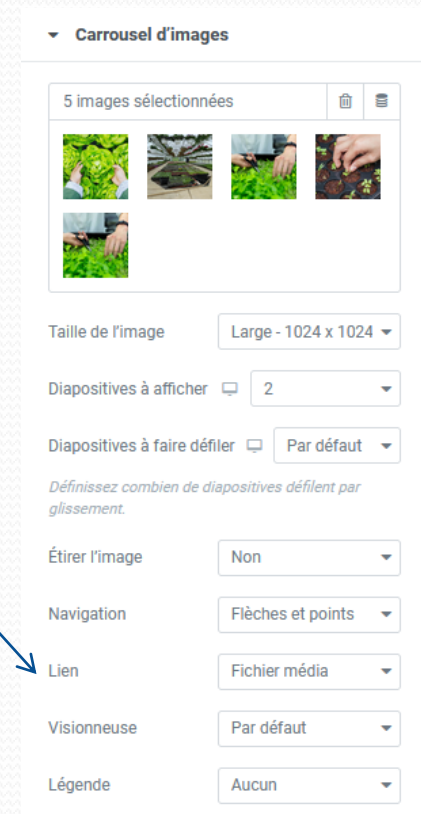 Carrousel d'images
5 images sélectionnées
Taille de l'image
Large - 1024 x 1024
Diapositives à afficher
2
Diapositives à faire défiler
Par défaut
Définissez combien de diapositives défilent par
glissement.
Étirer l'image
Non
Navigation
Flèches et points
Lien
Fichier média
Visionneuse
Par défaut
Légende
Aucun